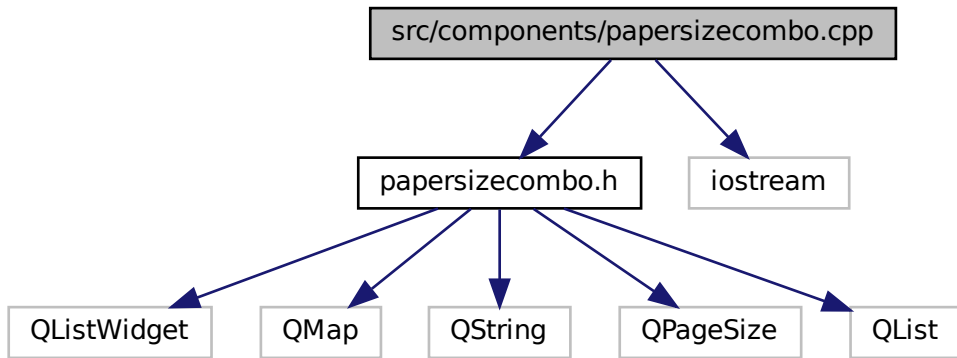 src/components/papersizecombo.cpp
papersizecombo.h
iostream
QListWidget
QMap
QString
QPageSize
QList